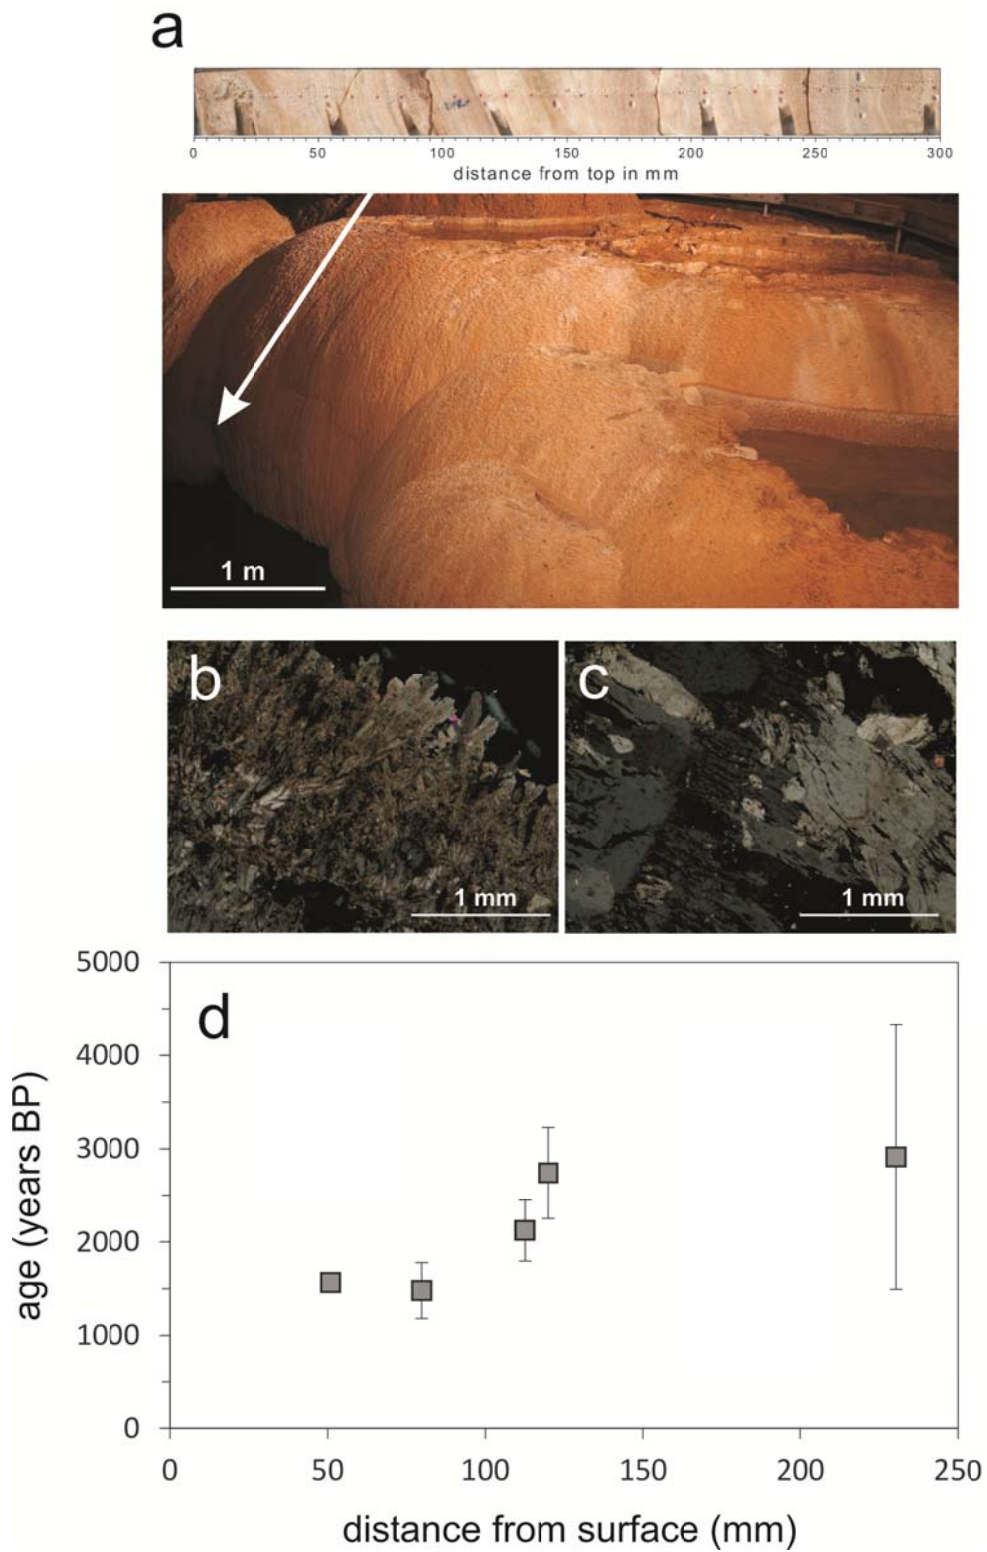 a
0 50 100 150 200 250 300
distance from top in mm
1 m
b
1 mm
c
1 mm
d
5000
4000
3000
2000
1000
0
age (years BP)
0 50 100 150 200 250
distance from surface (mm)